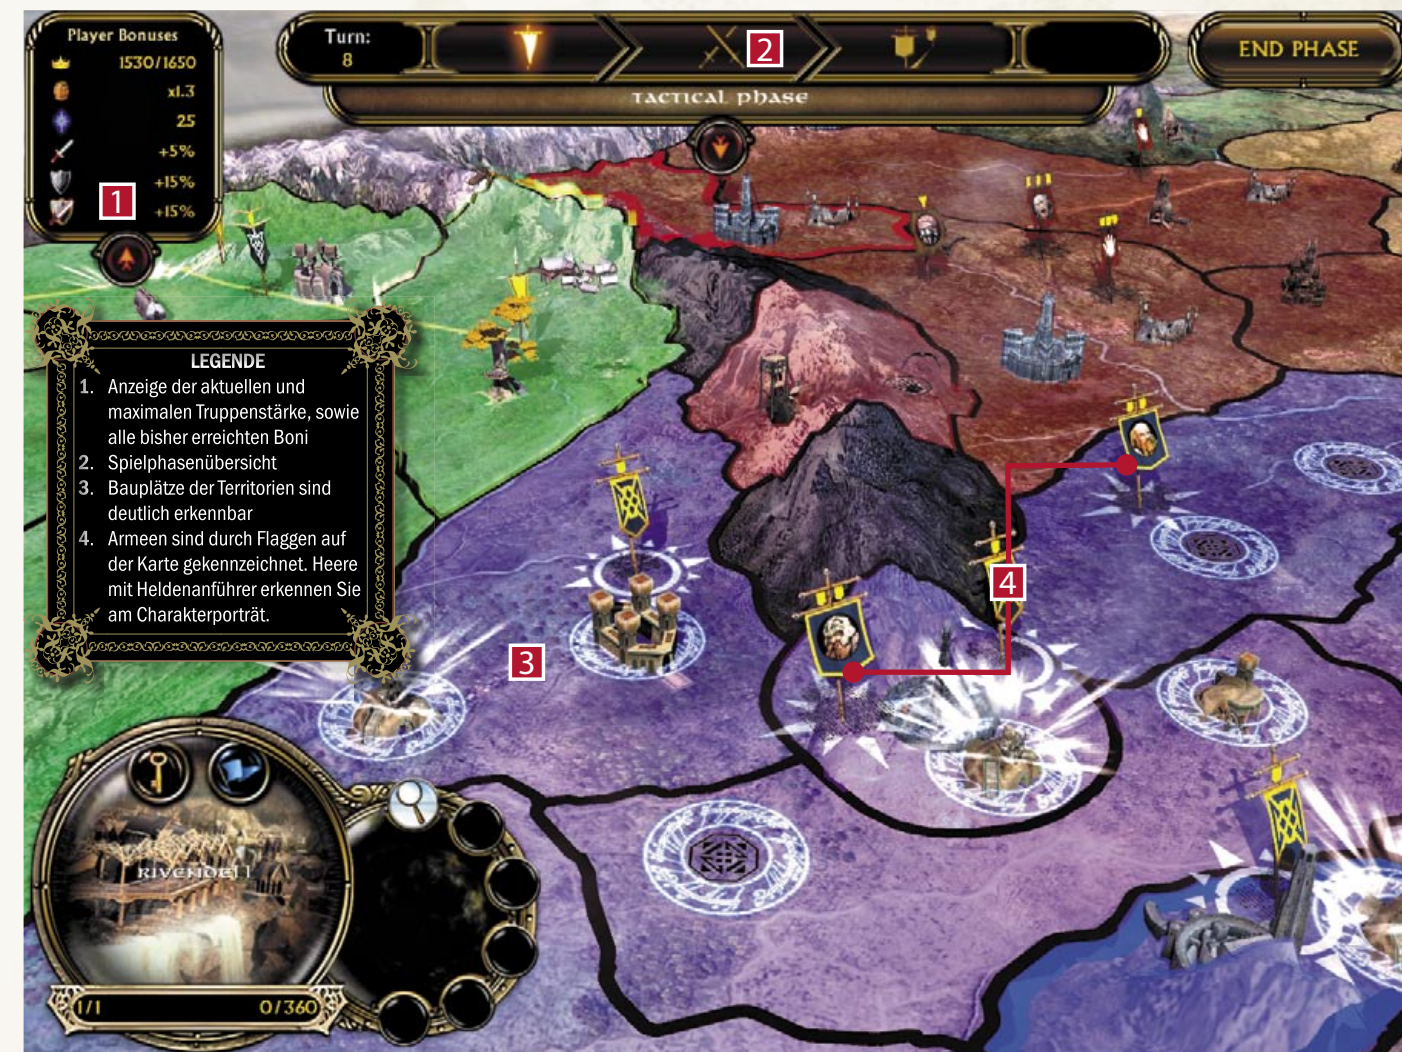 Player Bonuses
1530/1650
x1.3
25
+5%
+15%
+15%
1
Turn:
8
2
TACTICAL PHASE
END PHASE
LEGENDE
1. Anzeige der aktuellen und
maximalen Truppenstärke, sowie
alle bisher erreichten Boni
2. Spielphasenübersicht
3. Bauplätze der Territorien sind
deutlich erkennbar
4. Armeen sind durch Flaggen auf
der Karte gekennzeichnet. Heere
mit Heldenanführer erkennen Sie
am Charakterporträt.
4
3
RIVENDELL
1/1
0/360